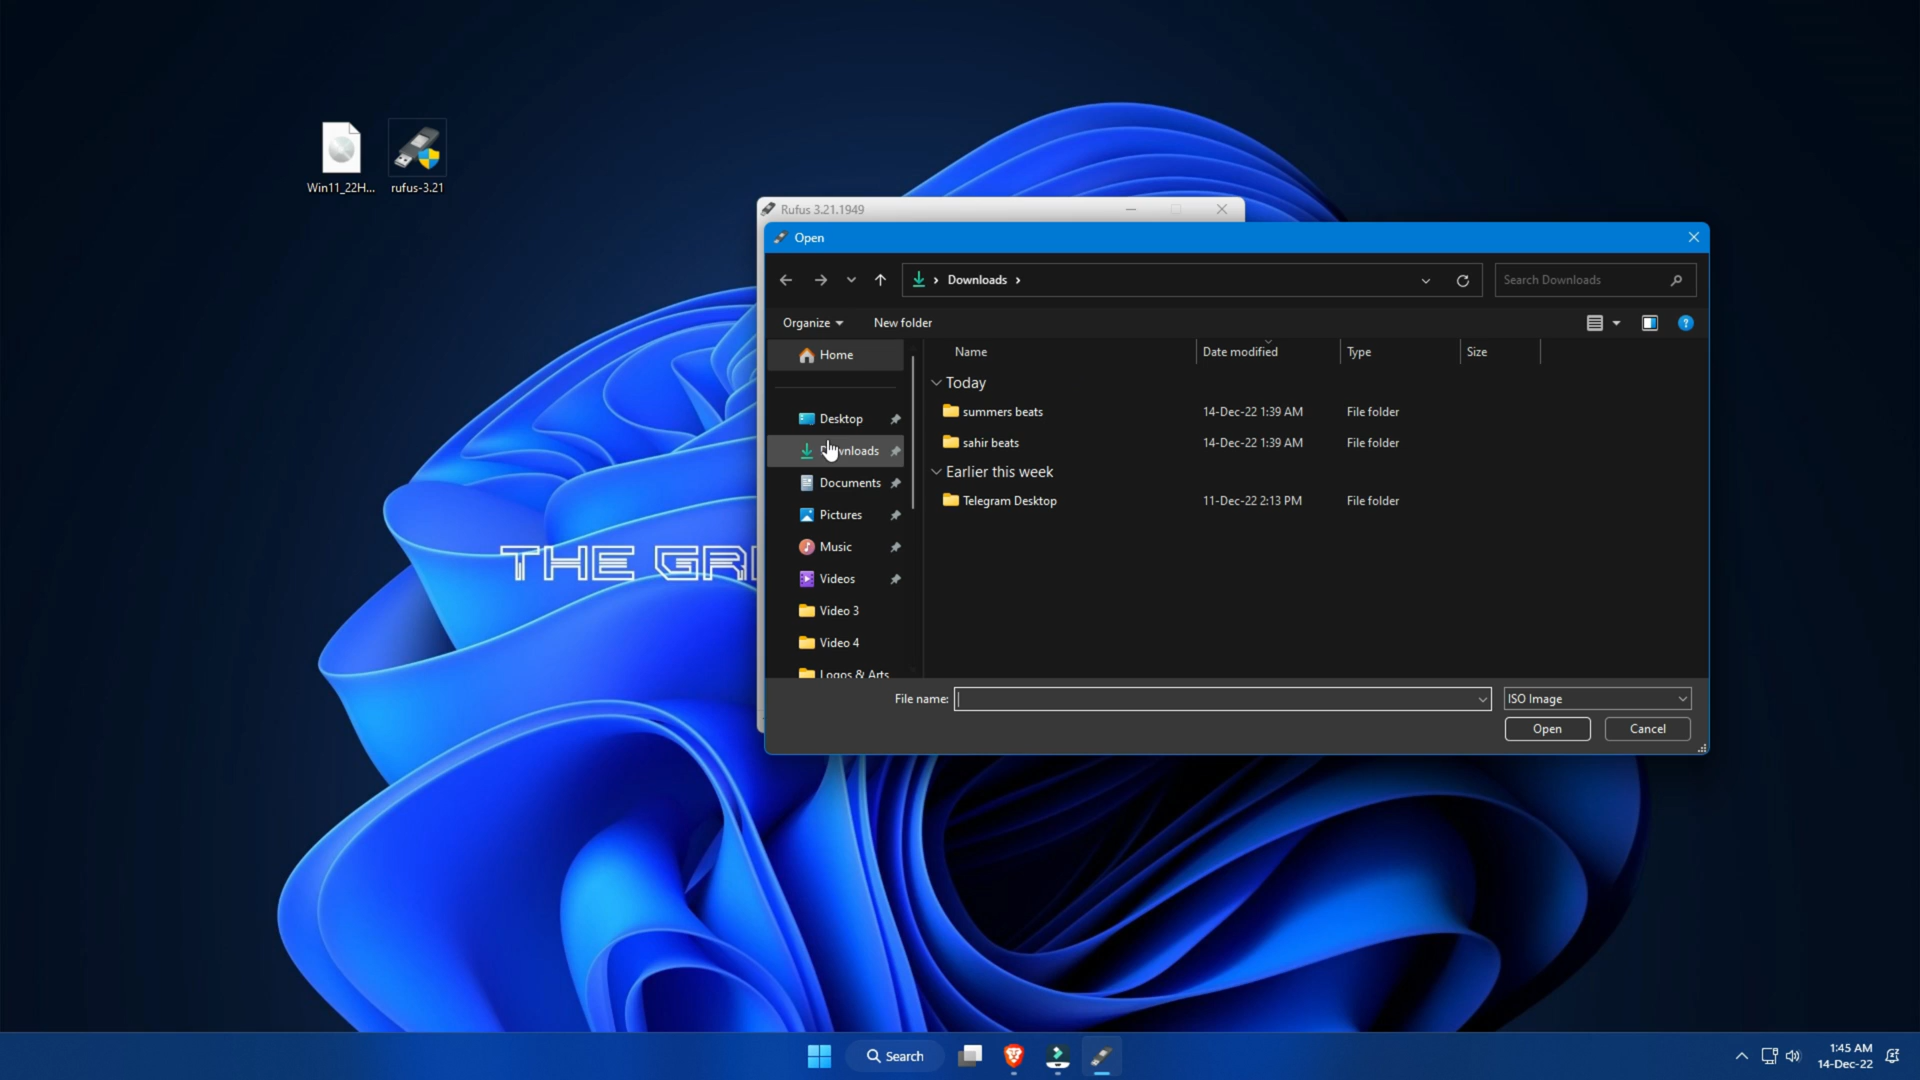 Win11_22H...
rufus-3.21
Rufus 3.21.1949
Open
Downloads
Search Downloads
Organize
New folder
Home
Desktop
Downloads
Documents
Pictures
Music
Videos
Video 3
Video 4
Logos & Arts
Name
Date modified
Type
Size
Today
summers beats
14-Dec-22 1:39 AM
File folder
sahir beats
14-Dec-22 1:39 AM
File folder
Earlier this week
Telegram Desktop
11-Dec-22 2:13 PM
File folder
THE GR
File name:
ISO Image
Open
Cancel
Search
1:45 AM
14-Dec-22